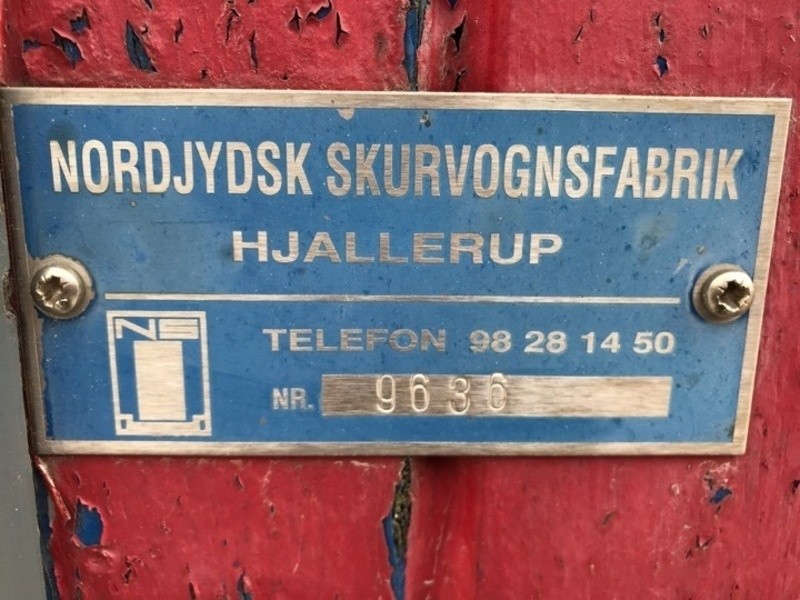 NORDJYDSK SKURVOGNSFABRIK
HJALLERUP
NS
TELEFON 98 28 14 50
NR. 9636